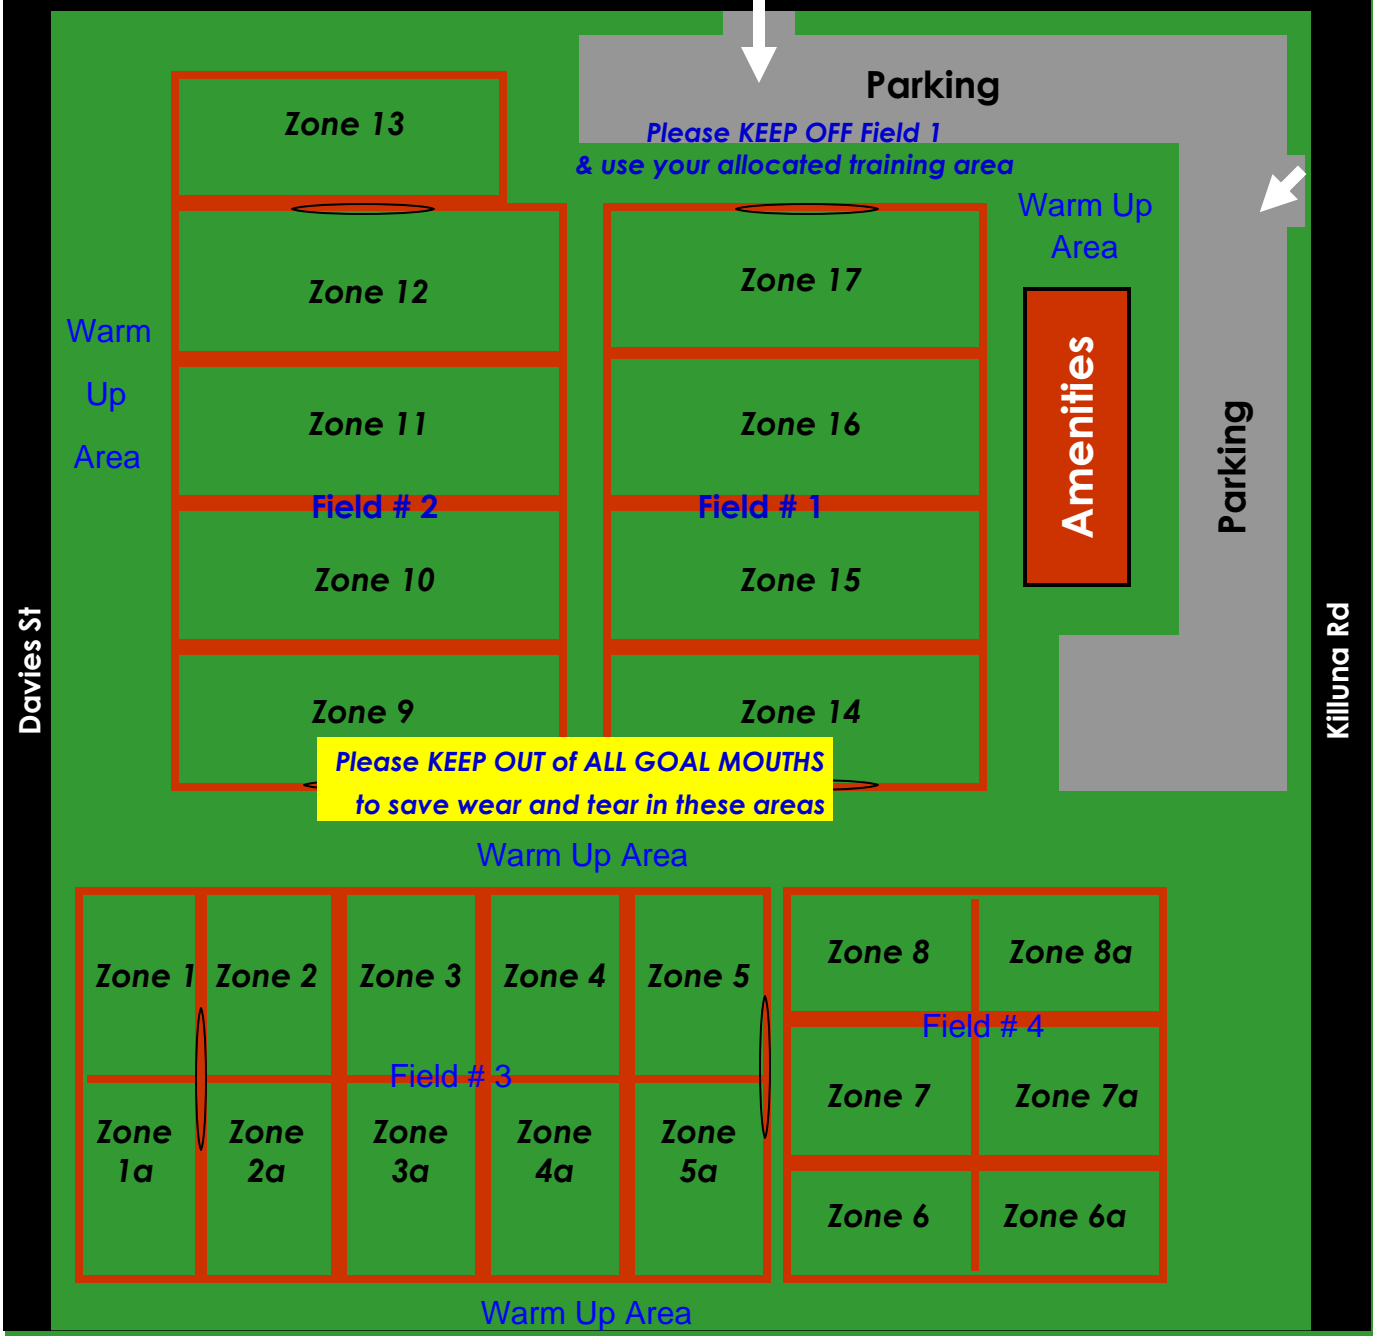 Parking
Please KEEP OFF Field 1
& use your allocated training area
Zone 13
Warm Up
Area
Zone 12
Zone 17
Warm
Up
Area
Zone 11
Zone 16
Amenities
Parking
Field # 2
Field # 1
Zone 10
Zone 15
Davies St
Killuna Rd
Zone 9
Zone 14
Please KEEP OUT of ALL GOAL MOUTHS
to save wear and tear in these areas
Warm Up Area
Zone 1
Zone 2
Zone 3
Zone 4
Zone 5
Zone 8
Zone 8a
Field # 4
Field # 3
Zone 7
Zone 7a
Zone
1a
Zone
2a
Zone
3a
Zone
4a
Zone
5a
Zone 6
Zone 6a
Warm Up Area